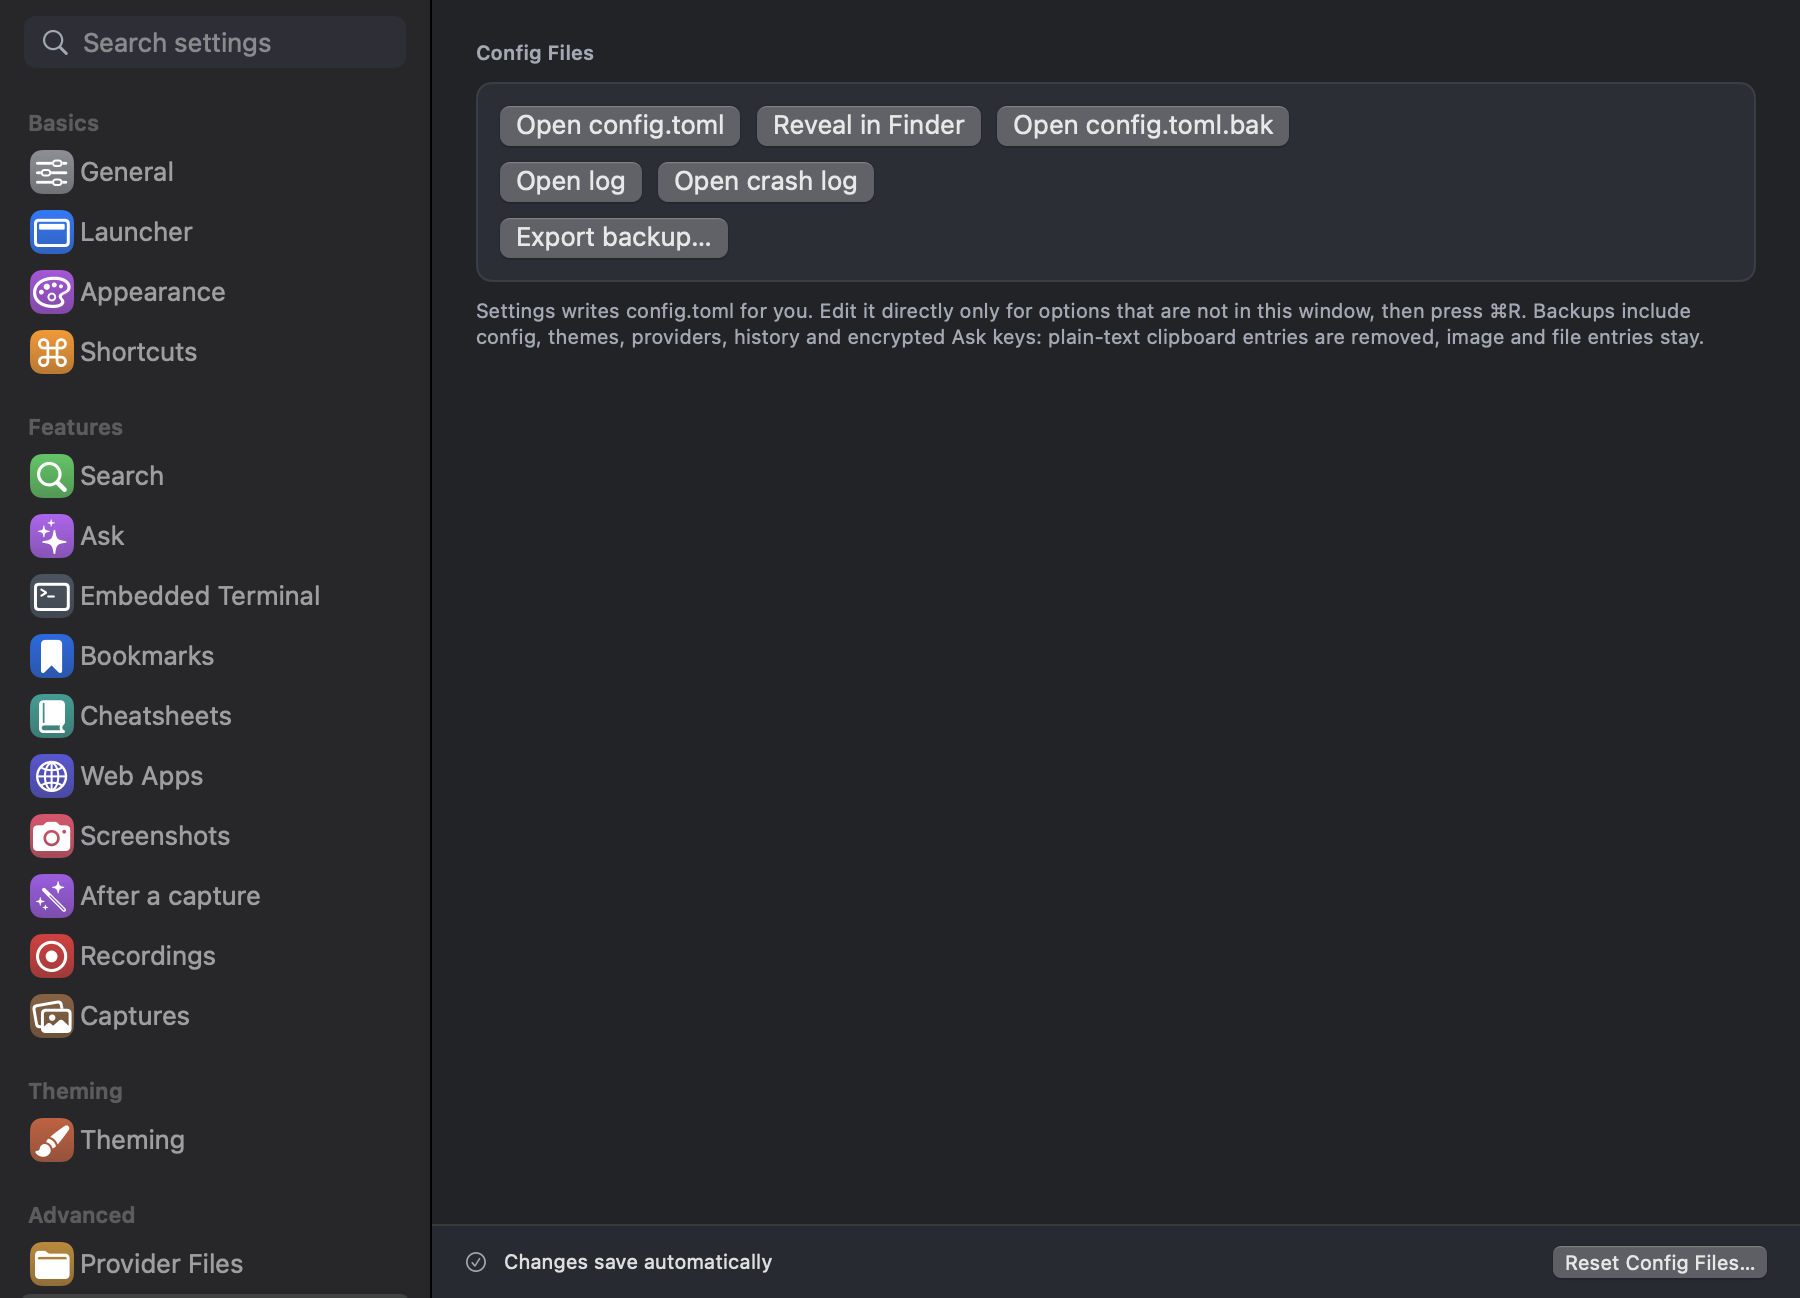 Search settings
Basics
General
Launcher
Appearance
Shortcuts
Features
Search
Ask
Embedded Terminal
Bookmarks
Cheatsheets
Web Apps
Screenshots
After a capture
Recordings
Captures
Theming
Theming
Advanced
Provider Files
Config Files
Open config.toml Reveal in Finder Open config.toml.bak
Open log Open crash log
Export backup...
Settings writes config.toml for you. Edit it directly only for options that are not in this window, then press ⌘R. Backups include
config, themes, providers, history and encrypted Ask keys: plain-text clipboard entries are removed, image and file entries stay.
Changes save automatically
Reset Config Files...